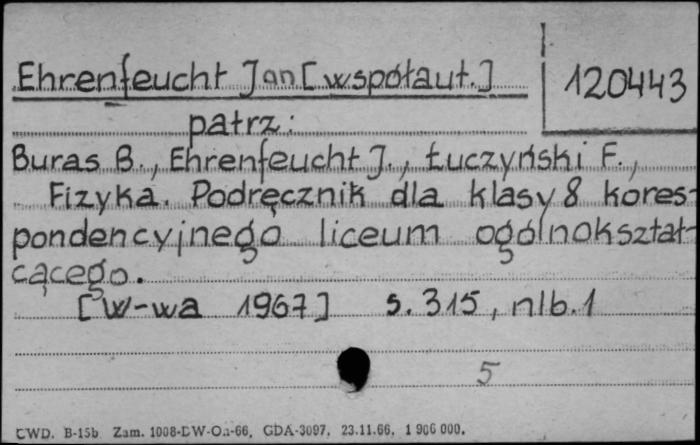 Ehrenfeucht Jan [współaut.]
120443
patrz:
Buras B., Ehrenfeucht J., Łuczyński F.,
Fizyka. Podręcznik dla klasy 8 kores-
pondencyjnego liceum ogólnokształ-
cącego.
[W-wa 1967] s. 315, nlb. 1
5
CWD. B-15b Zam. 1008-DW-Oa-66, GDA-3097, 23.11.66, 1 906 000.